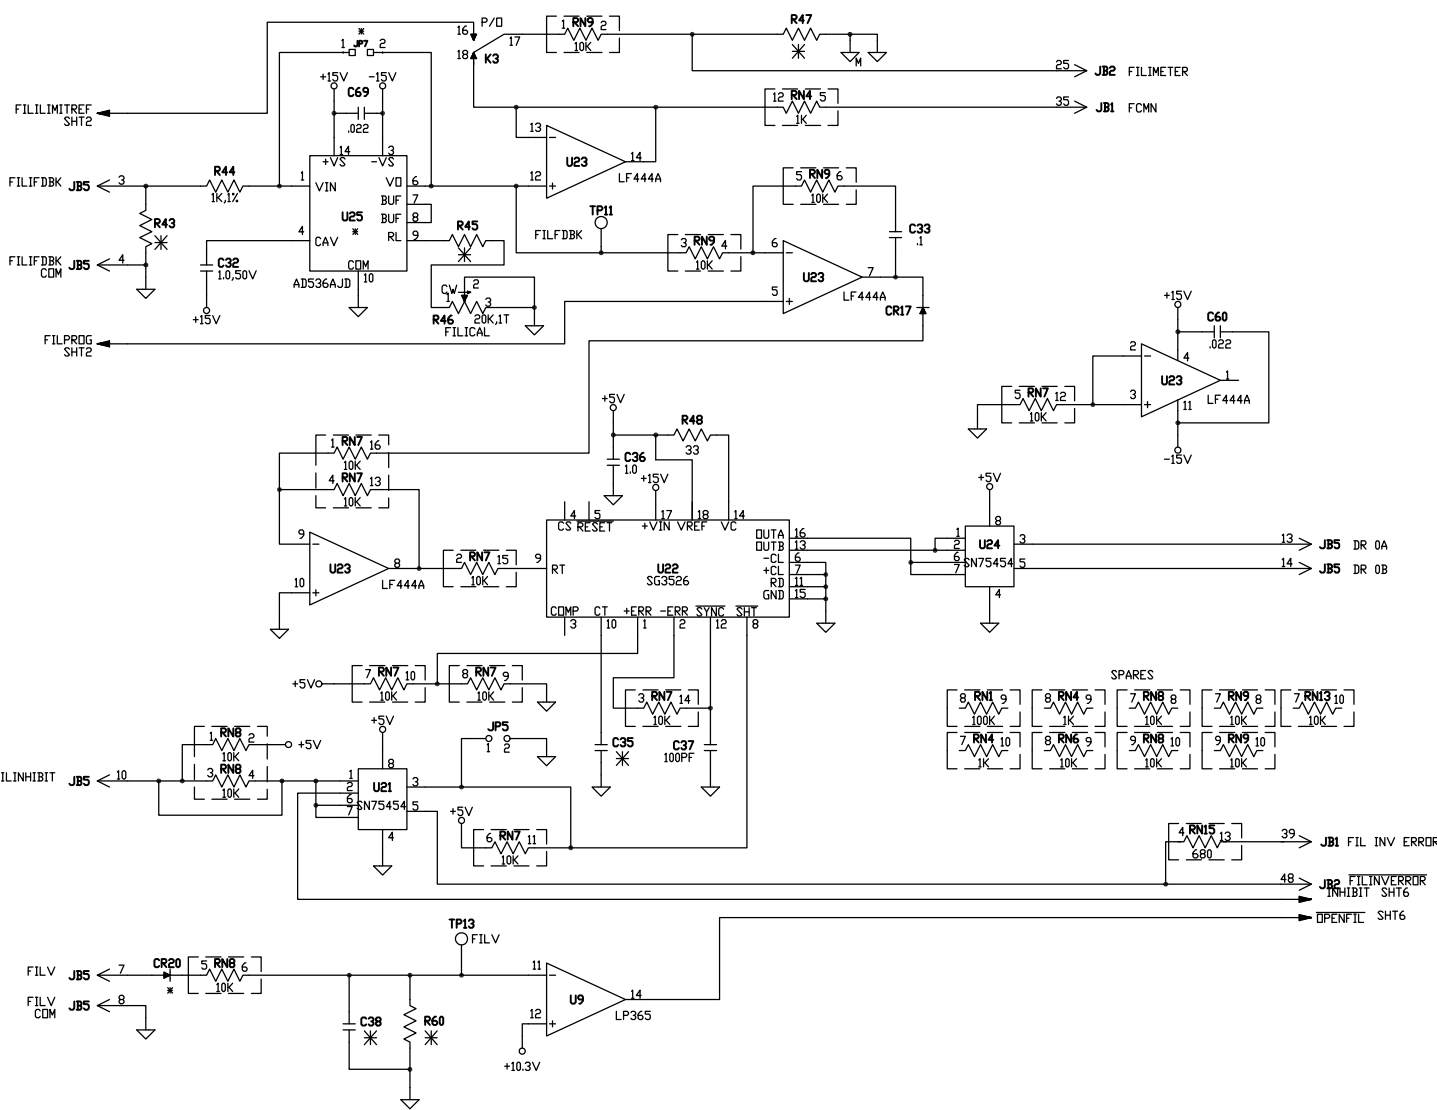 16 P/O
18 K3 17
1 RN9 2
10K
R47
M
* 
1 JP7 2
+15V -15V
C69
.022
25 JB2 FILIMETER
12 RN4 5
1K
35 JB1 FCMN
FILILIMITREF
SHT2
FILIFDBK JB5 3
R44
1K,1%
R43
FILIFDBK
COM
JB5 4
C32
1.0,50V
+15V
14 3
+VS -VS
1 VIN VO 6
BUF 7
U25 BUF 8
* RL 9
4 CAV
COM 10
AD536AJD
R45
CW 2
1 3
R46 20K,1T
FILICAL
13
U23 14
12 LF444A
TP11
FILFDBK
5 RN9 6
10K
3 RN9 4
10K
6
U23 7
5 LF444A
C33
.1
CR17
FILPROG
SHT2
+15V
C60
.022
2 4
U23 1
3 11 LF444A
-15V
5 RN7 12
10K
1 RN7 16
10K
4 RN7 13
10K
9
U23 8
10 LF444A
2 RN7 15
10K
+5V
R48
33
C36
1.0
+15V
4 5 17 18 14
CS RESET +VIN VREF VC
OUTA 16
OUTB 13
-CL 6
+CL 7
RD 11
GND 15
9 RT
U22
SG3526
COMP CT +ERR -ERR SYNC SHT
3 10 1 2 12 8
+5V
8
1 2 6 7
U24
SN75454
3 5
4
13 JB5 DR 0A
14 JB5 DR 0B
+5V 7 RN7 10
10K
8 RN7 9
10K
3 RN7 14
10K
C35
C37
100PF
SPARES
8 RN1 9
100K
8 RN4 9
1K
7 RN8 8
10K
7 RN9 8
10K
7 RN13 10
10K
7 RN4 10
1K
8 RN6 9
10K
9 RN8 10
10K
9 RN9 10
10K
1 RN8 2 +5V
10K
3 RN8 4
10K
ILINHIBIT JB5 10
+5V
8
1 2 6 7
U21
SN75454
3 5
4
JP5
1 2
+5V
6 RN7 11
10K
4 RN15 13
680
39 JB1 FIL INV ERROR
48 JB2 FILINVERROR
INHIBIT SHT6
OPENFIL SHT6
FILV JB5 7
FILV
COM
JB5 8
CR20
*
5 RN8 6
10K
TP13
FILV
C38
R60
11
U9 14
12 LP365
+10.3V